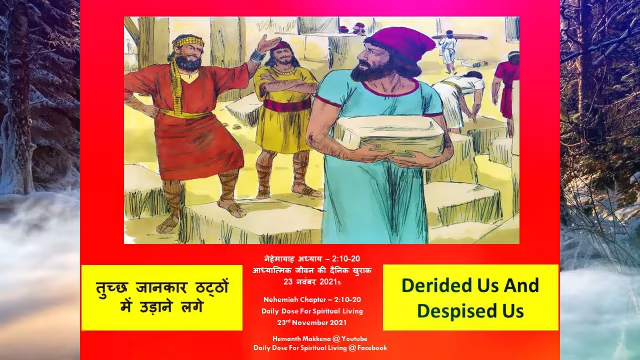 तुच्छ जानकार ठट्ठों
में उड़ाने लगे
नेहेमायाह अध्याय – 2:10-20
आध्यात्मिक जीवन की दैनिक खुराक
23 नवंबर 2021s
Nehemiah Chapter – 2:10-20
Daily Dose For Spiritual Living
23rd November 2021
Hemanth Makkena @ Youtube
Daily Dose For Spiritual Living @ Facebook
Derided Us And
Despised Us